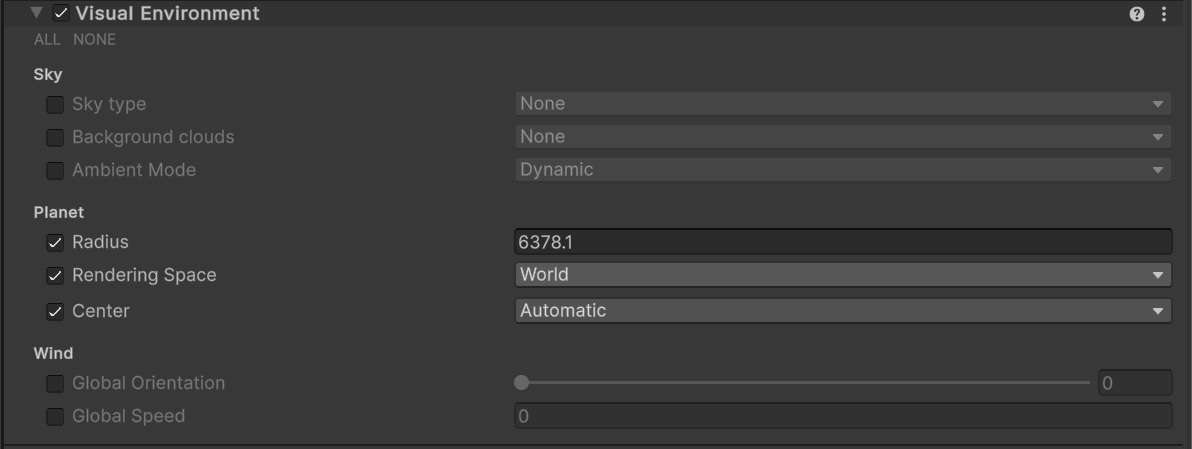 Visual Environment
ALL NONE
Sky
Sky type None
Background clouds None
Ambient Mode Dynamic
Planet
Radius 6378.1
Rendering Space World
Center Automatic
Wind
Global Orientation 0
Global Speed 0